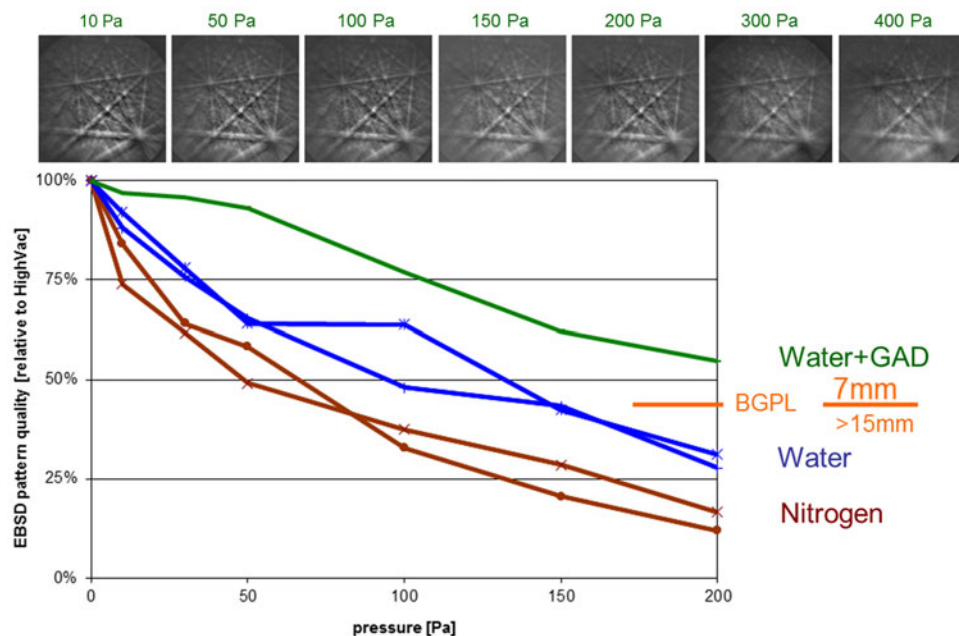 10 Pa 50 Pa 100 Pa 150 Pa 200 Pa 300 Pa 400 Pa
EBSD pattern quality [relative to HighVac]
100%
75%
50%
25%
0%
0 50 100 150 200
pressure [Pa]
Water+GAD
BGPL 7mm
>15mm
Water
Nitrogen